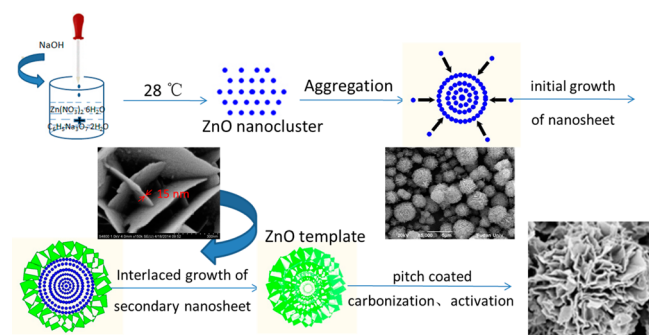 NaOH
28 ℃
Aggregation
initial growth
of nanosheet
Zn(NO3)2·6H2O
+
C6H5Na3O7·2H2O
ZnO nanocluster
15 nm
ZnO template
Interlaced growth of
secondary nanosheet
pitch coated
carbonization、activation